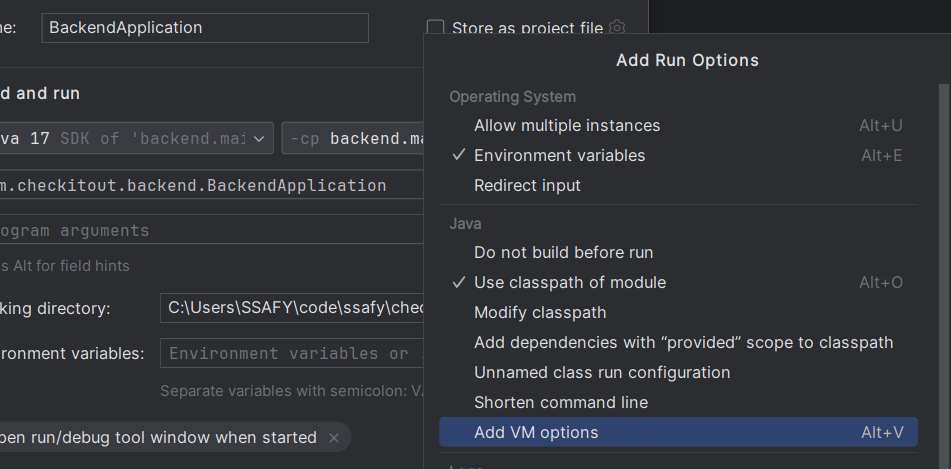 ne: BackendApplication Store as project file
Add Run Options
Operating System
d and run
Allow multiple instances Alt+U
va 17 SDK of 'backend.mai -cp backend.ma
Environment variables Alt+E
m.checkitout.backend.BackendApplication
Redirect input
Java
ogram arguments
Do not build before run
s Alt for field hints
Use classpath of module Alt+O
king directory: C:\Users\SSAFY\code\ssafy\chec
Modify classpath
Add dependencies with “provided” scope to classpath
ronment variables: Environment variables or .
Unnamed class run configuration
Separate variables with semicolon: VA
Shorten command line
pen run/debug tool window when started ×
Add VM options Alt+V